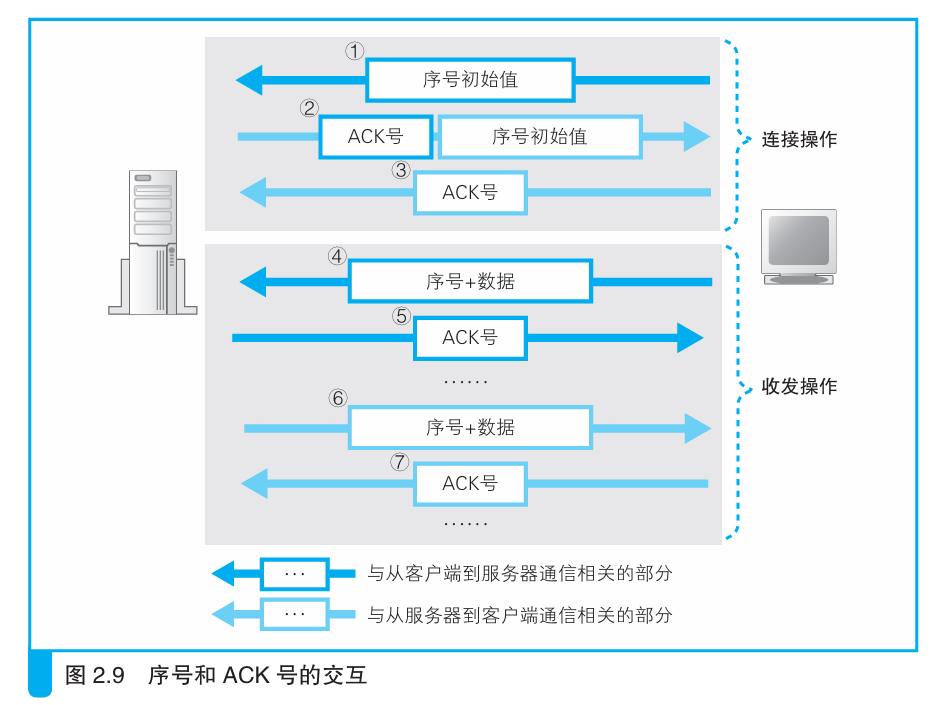 ①
序号初始值
②
ACK号
序号初始值
③
ACK号
连接操作
④
序号+数据
⑤
ACK号
······
⑥
序号+数据
⑦
ACK号
······
收发操作
··· 与从客户端到服务器通信相关的部分
··· 与从服务器到客户端通信相关的部分
图 2.9 序号和 ACK 号的交互